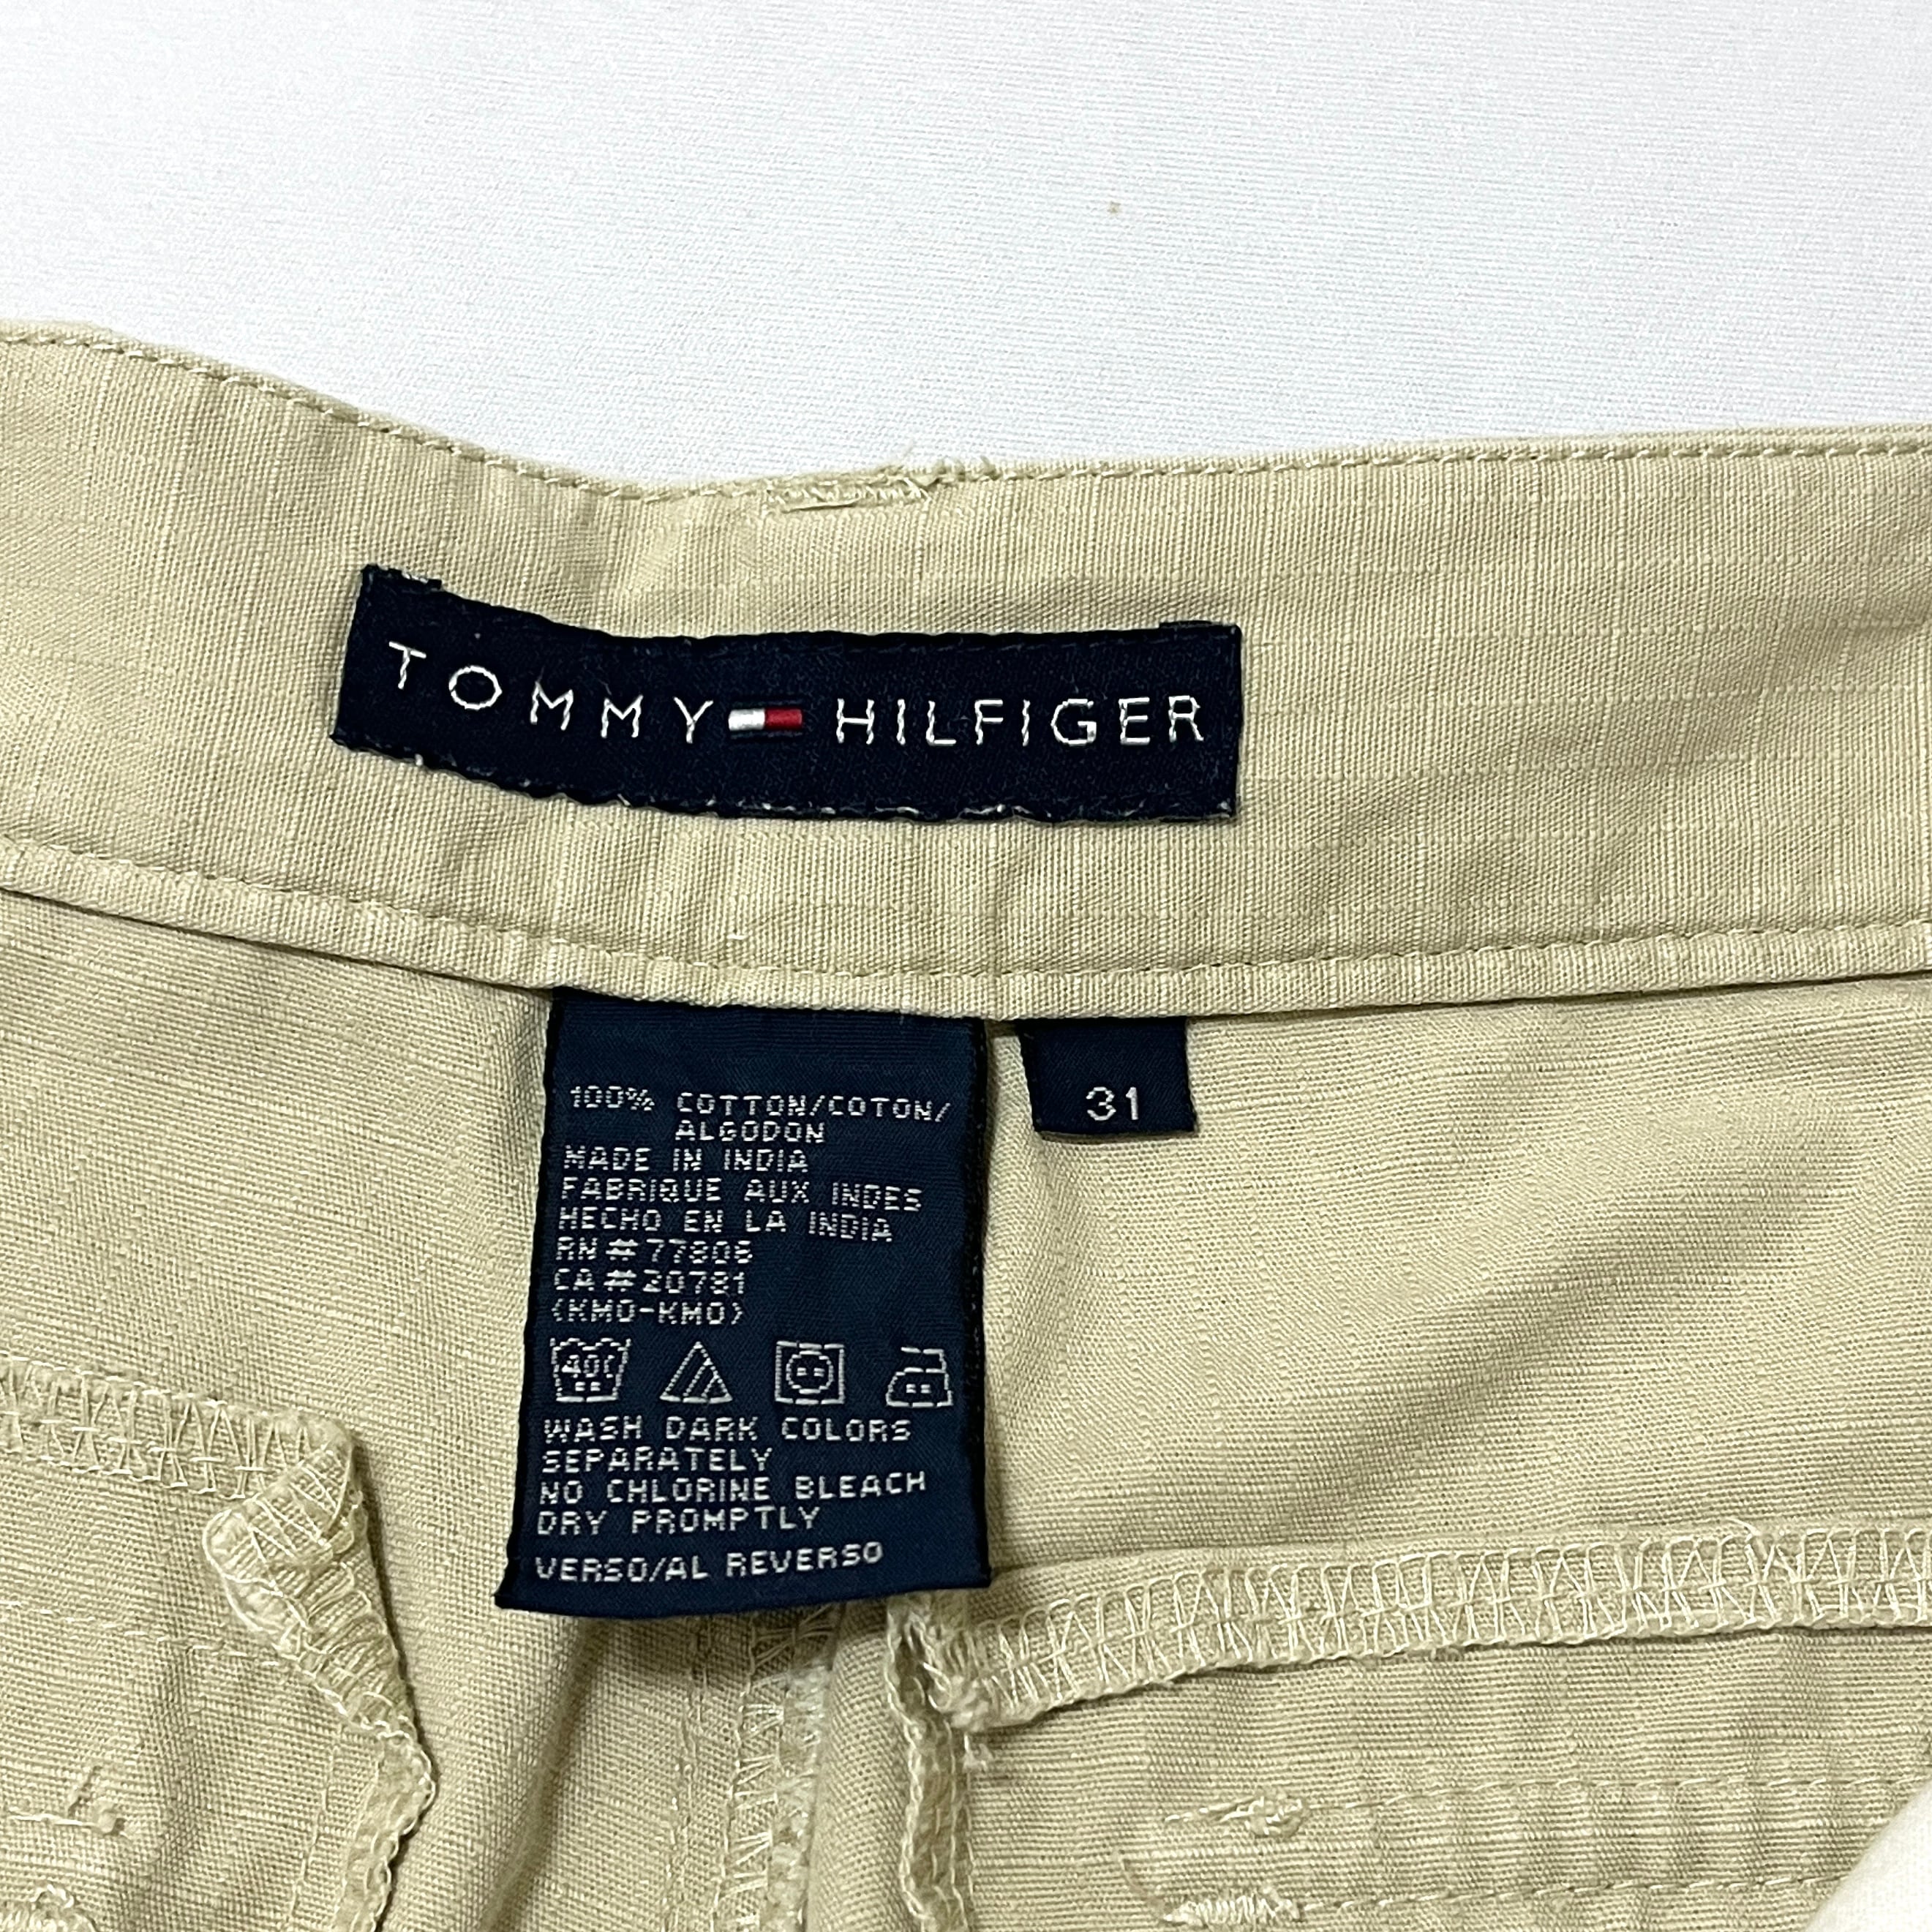 TOMMY HILFIGER
100% COTTON/COTON/
ALGODON
MADE IN INDIA
FABRIQUE AUX INDES
HECHO EN LA INDIA
RN#77806
CA#20781
(KMO-KMO)
40C
WASH DARK COLORS
SEPARATELY
NO CHLORINE BLEACH
DRY PROMPTLY
VERSO/AL REVERSO
31